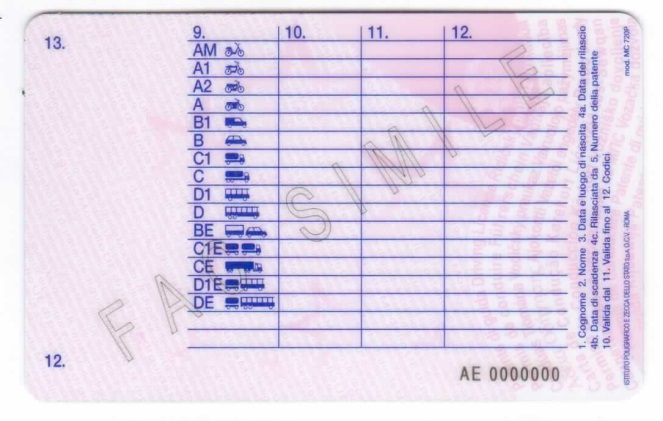 13.
9. 10. 11. 12.
AM
A1
A2
A
B1
B
C1
C
D1
D
BE
C1E
CE
D1E
DE
12.
AE 0000000
FAC SIMILE
1. Cognome 2. Nome 3. Data e luogo di nascita 4a. Data del rilascio
4b. Data di scadenza 4c. Rilasciata da 5. Numero della patente
10. Valida dal 11. Valida fino al 12. Codici
mod. MC 720P
ISTITUTO POLIGRAFICO E ZECCA DELLO STATO S.p.A. O.C.V. - ROMA